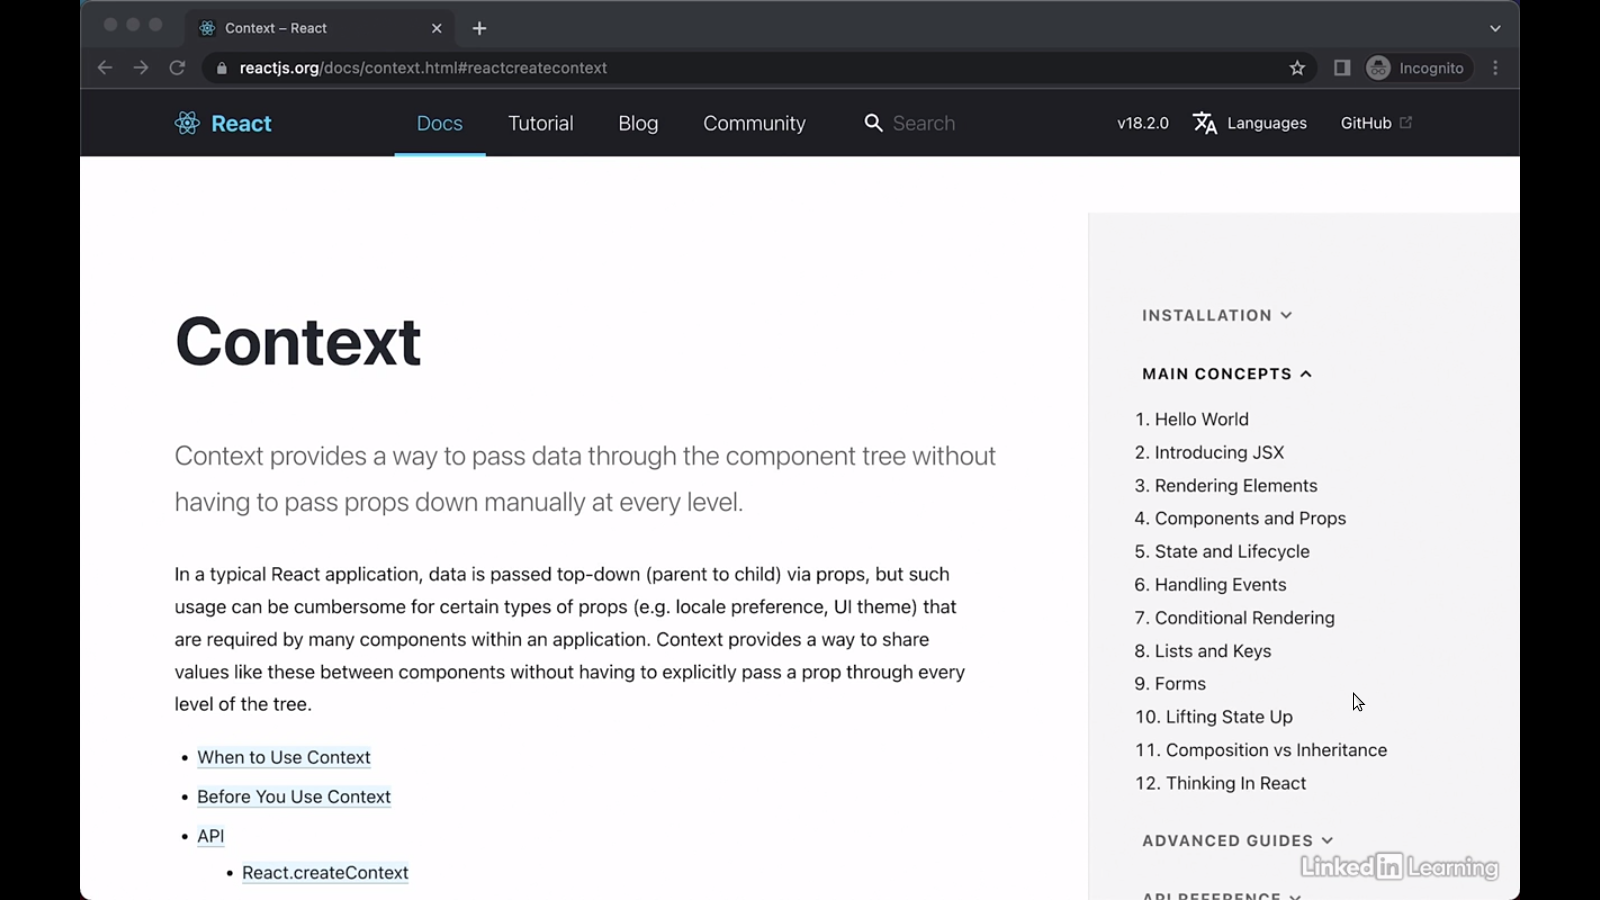 Context – React
reactjs.org/docs/context.html#reactcreatecontext
Incognito
React
Docs
Tutorial
Blog
Community
Search
v18.2.0
Languages
GitHub
Context
Context provides a way to pass data through the component tree without
having to pass props down manually at every level.
In a typical React application, data is passed top-down (parent to child) via props, but such
usage can be cumbersome for certain types of props (e.g. locale preference, UI theme) that
are required by many components within an application. Context provides a way to share
values like these between components without having to explicitly pass a prop through every
level of the tree.
• When to Use Context
• Before You Use Context
• API
• React.createContext
INSTALLATION
MAIN CONCEPTS
1. Hello World
2. Introducing JSX
3. Rendering Elements
4. Components and Props
5. State and Lifecycle
6. Handling Events
7. Conditional Rendering
8. Lists and Keys
9. Forms
10. Lifting State Up
11. Composition vs Inheritance
12. Thinking In React
ADVANCED GUIDES
API REFERENCE
LinkedIn Learning